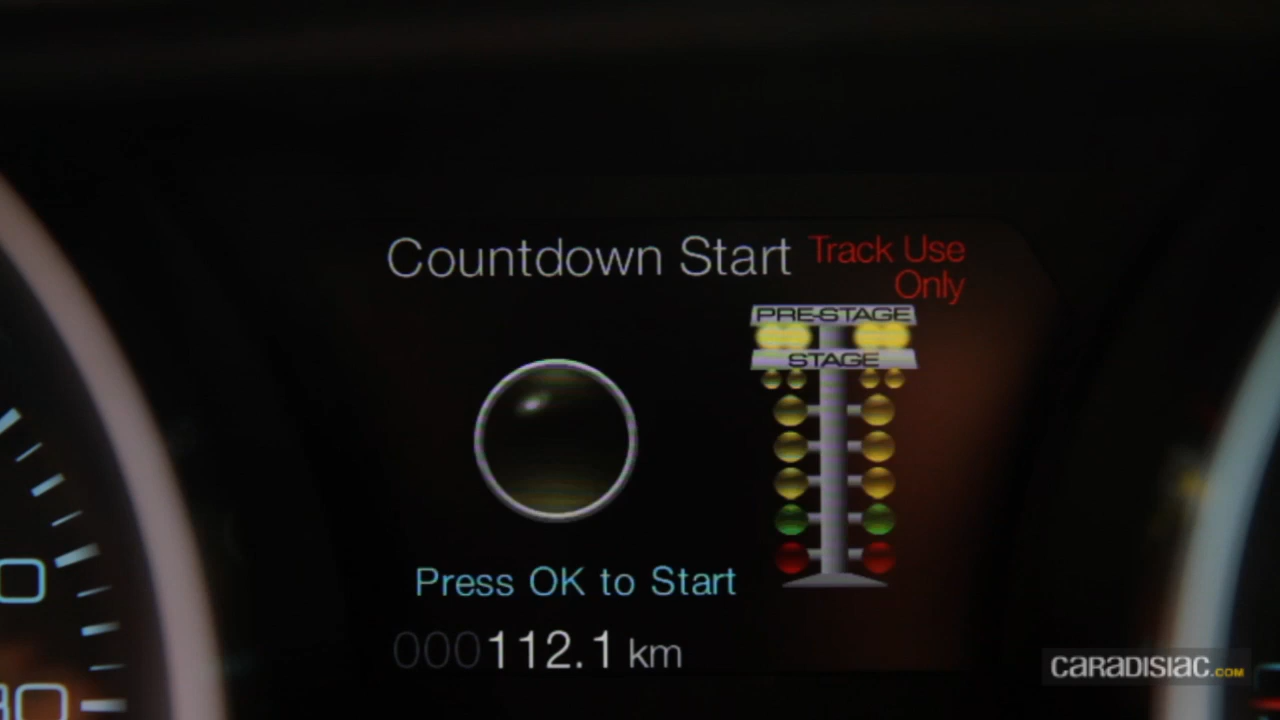 Countdown Start
Track Use
Only
PRE-STAGE
STAGE
Press OK to Start
000112.1 km
CARADISIAC.COM